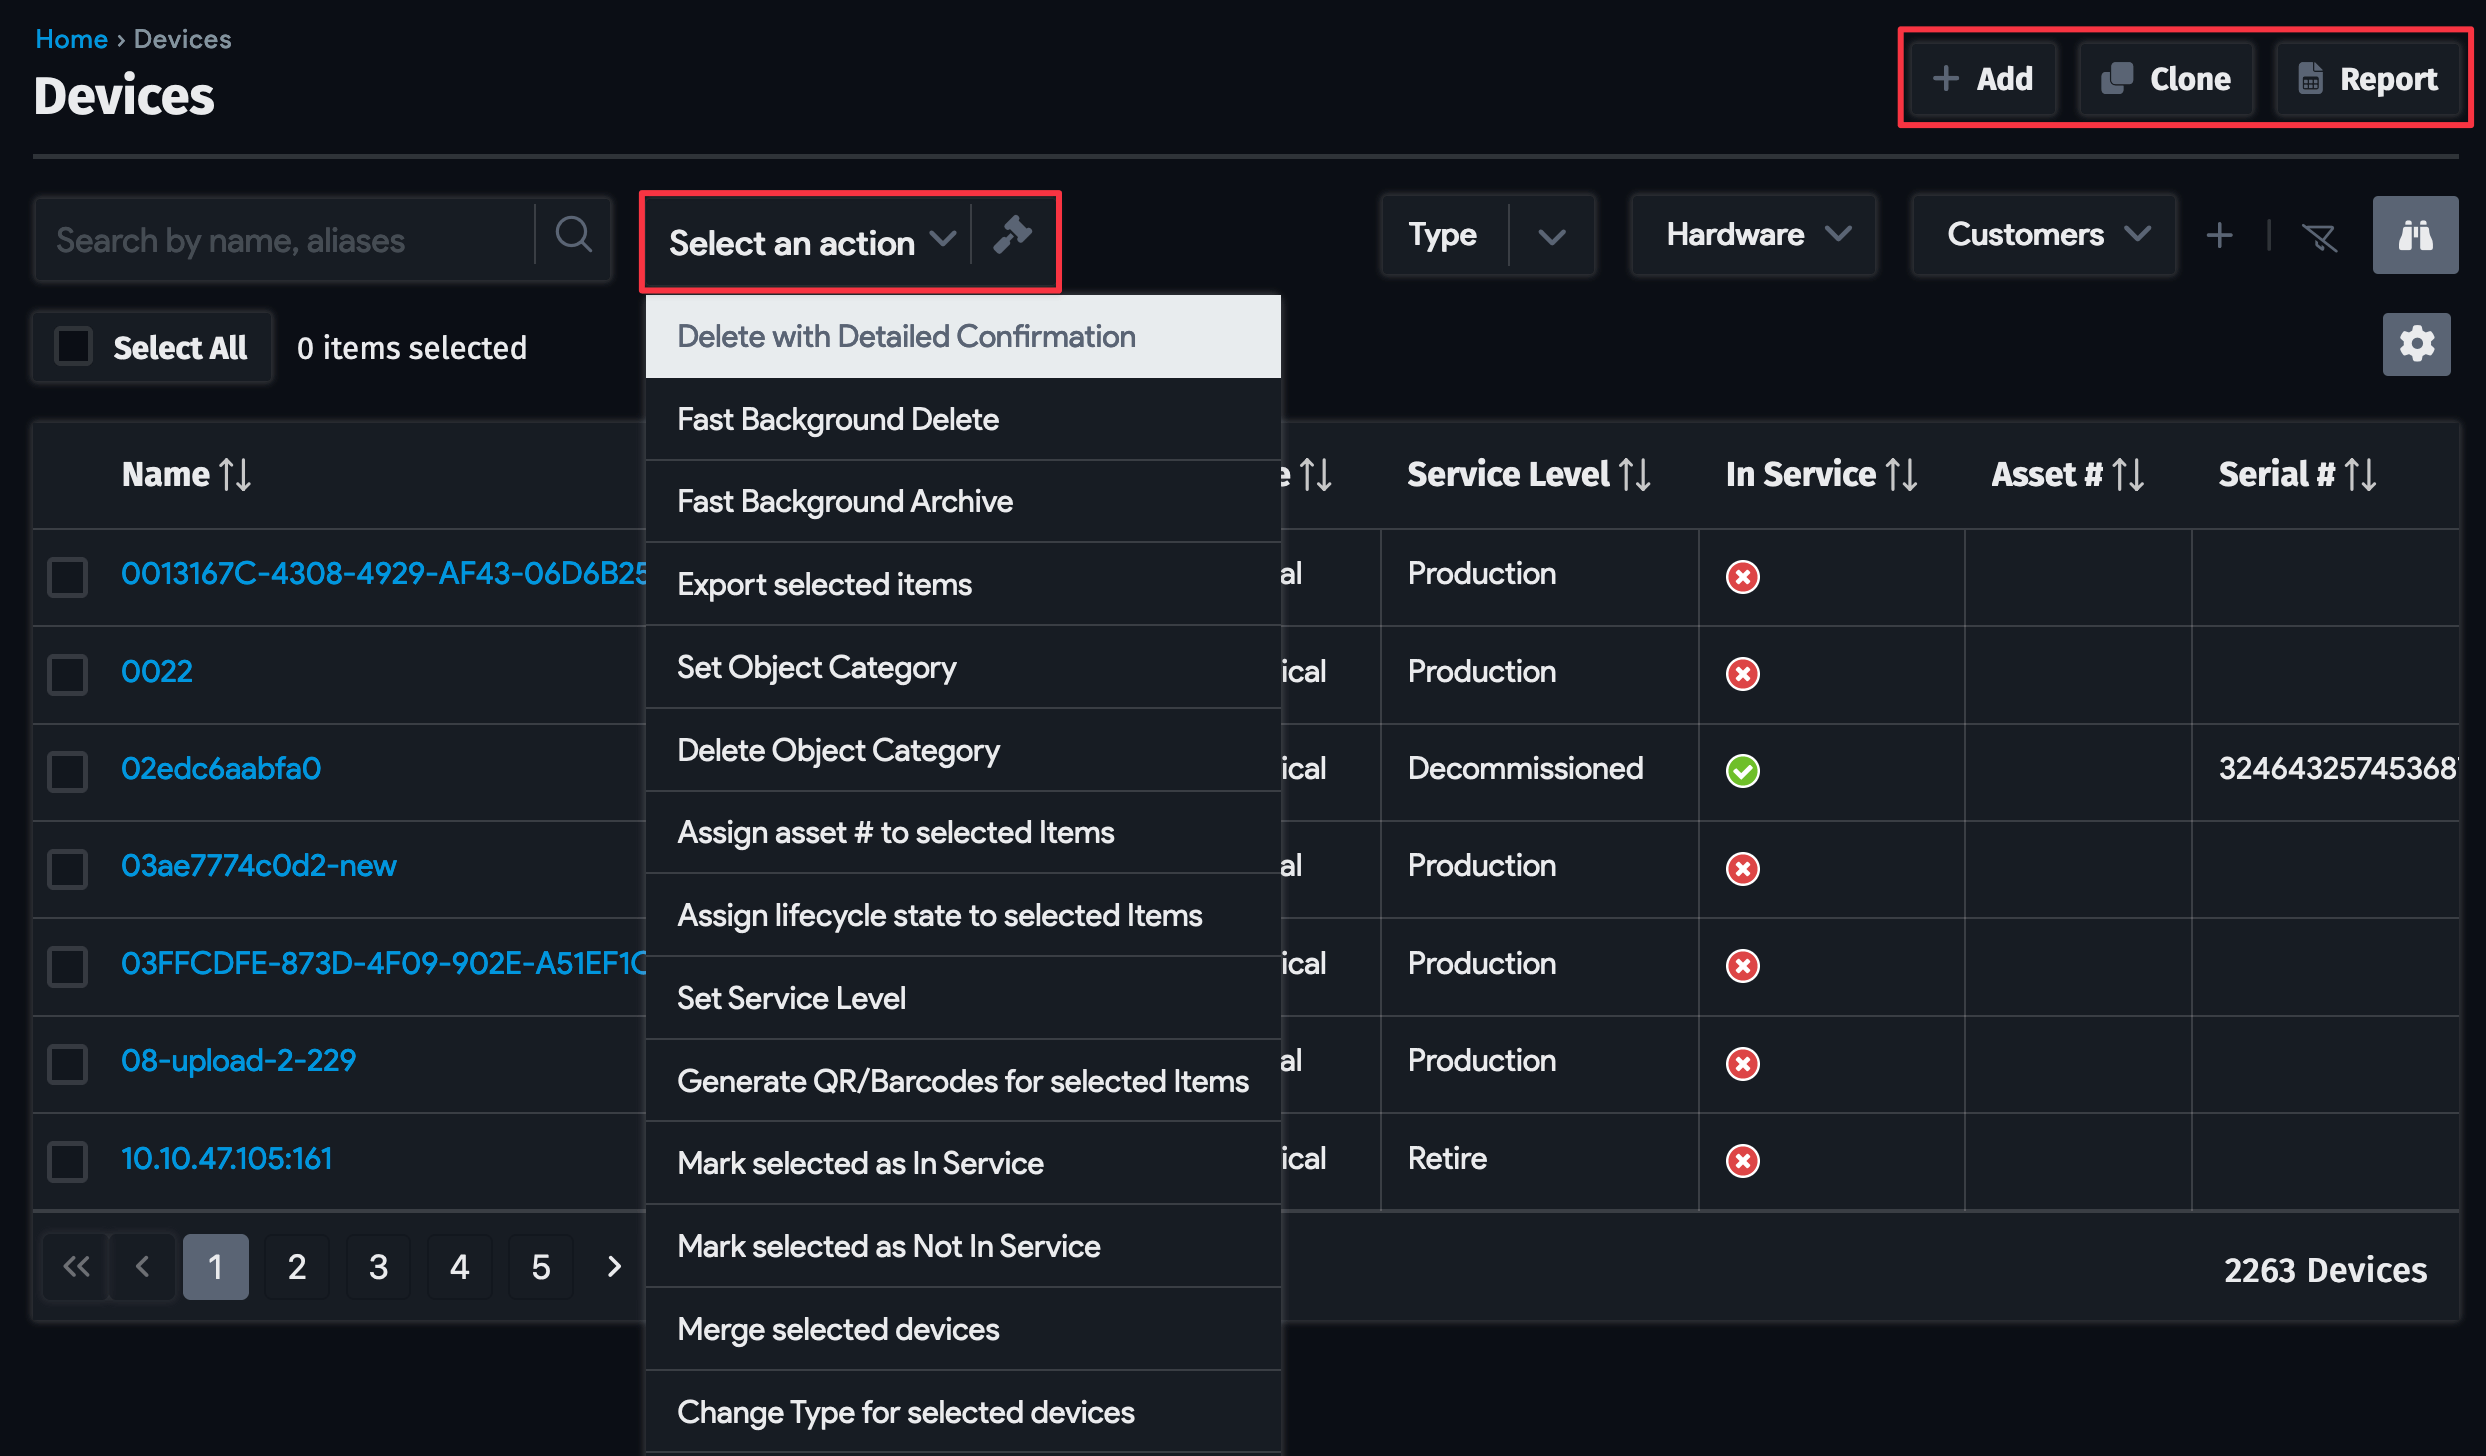 Home › Devices
Devices
Add
Clone
Report
Search by name, aliases
Select an action
Type
Hardware
Customers
Select All
0 items selected
Delete with Detailed Confirmation
Fast Background Delete
Fast Background Archive
Export selected items
Set Object Category
Delete Object Category
Assign asset # to selected Items
Assign lifecycle state to selected Items
Set Service Level
Generate QR/Barcodes for selected Items
Mark selected as In Service
Mark selected as Not In Service
Merge selected devices
Change Type for selected devices
Name e Service Level In Service Asset # Serial #
0013167C-4308-4929-AF43-06D6B25 al Production
0022 ical Production
02edc6aabfa0 ical Decommissioned 32464325745368
03ae7774c0d2-new al Production
03FFCDFE-873D-4F09-902E-A51EF1C ical Production
08-upload-2-229 al Production
10.10.47.105:161 ical Retire
1 2 3 4 5
2263 Devices